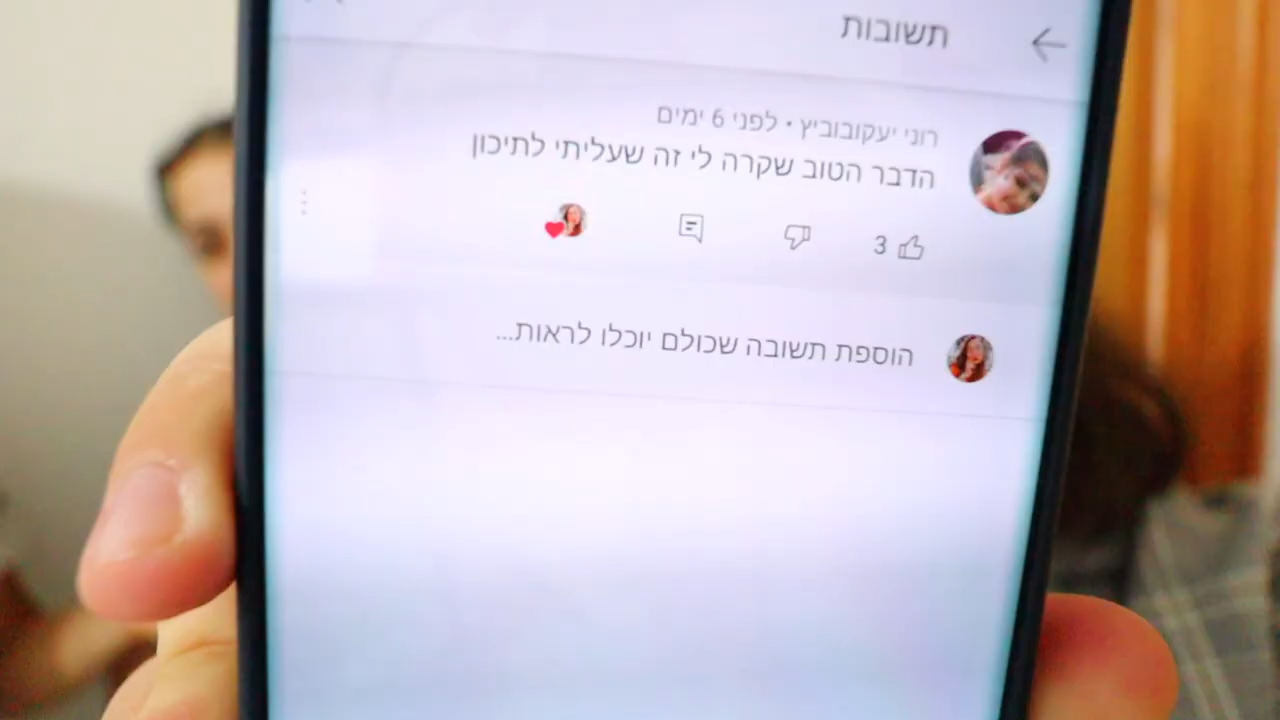 תשובות
רוני יעקובוביץ • לפני 6 ימים
הדבר הטוב שקרה לי זה שעליתי לתיכון
3
הוספת תשובה שכולם יוכלו לראות...